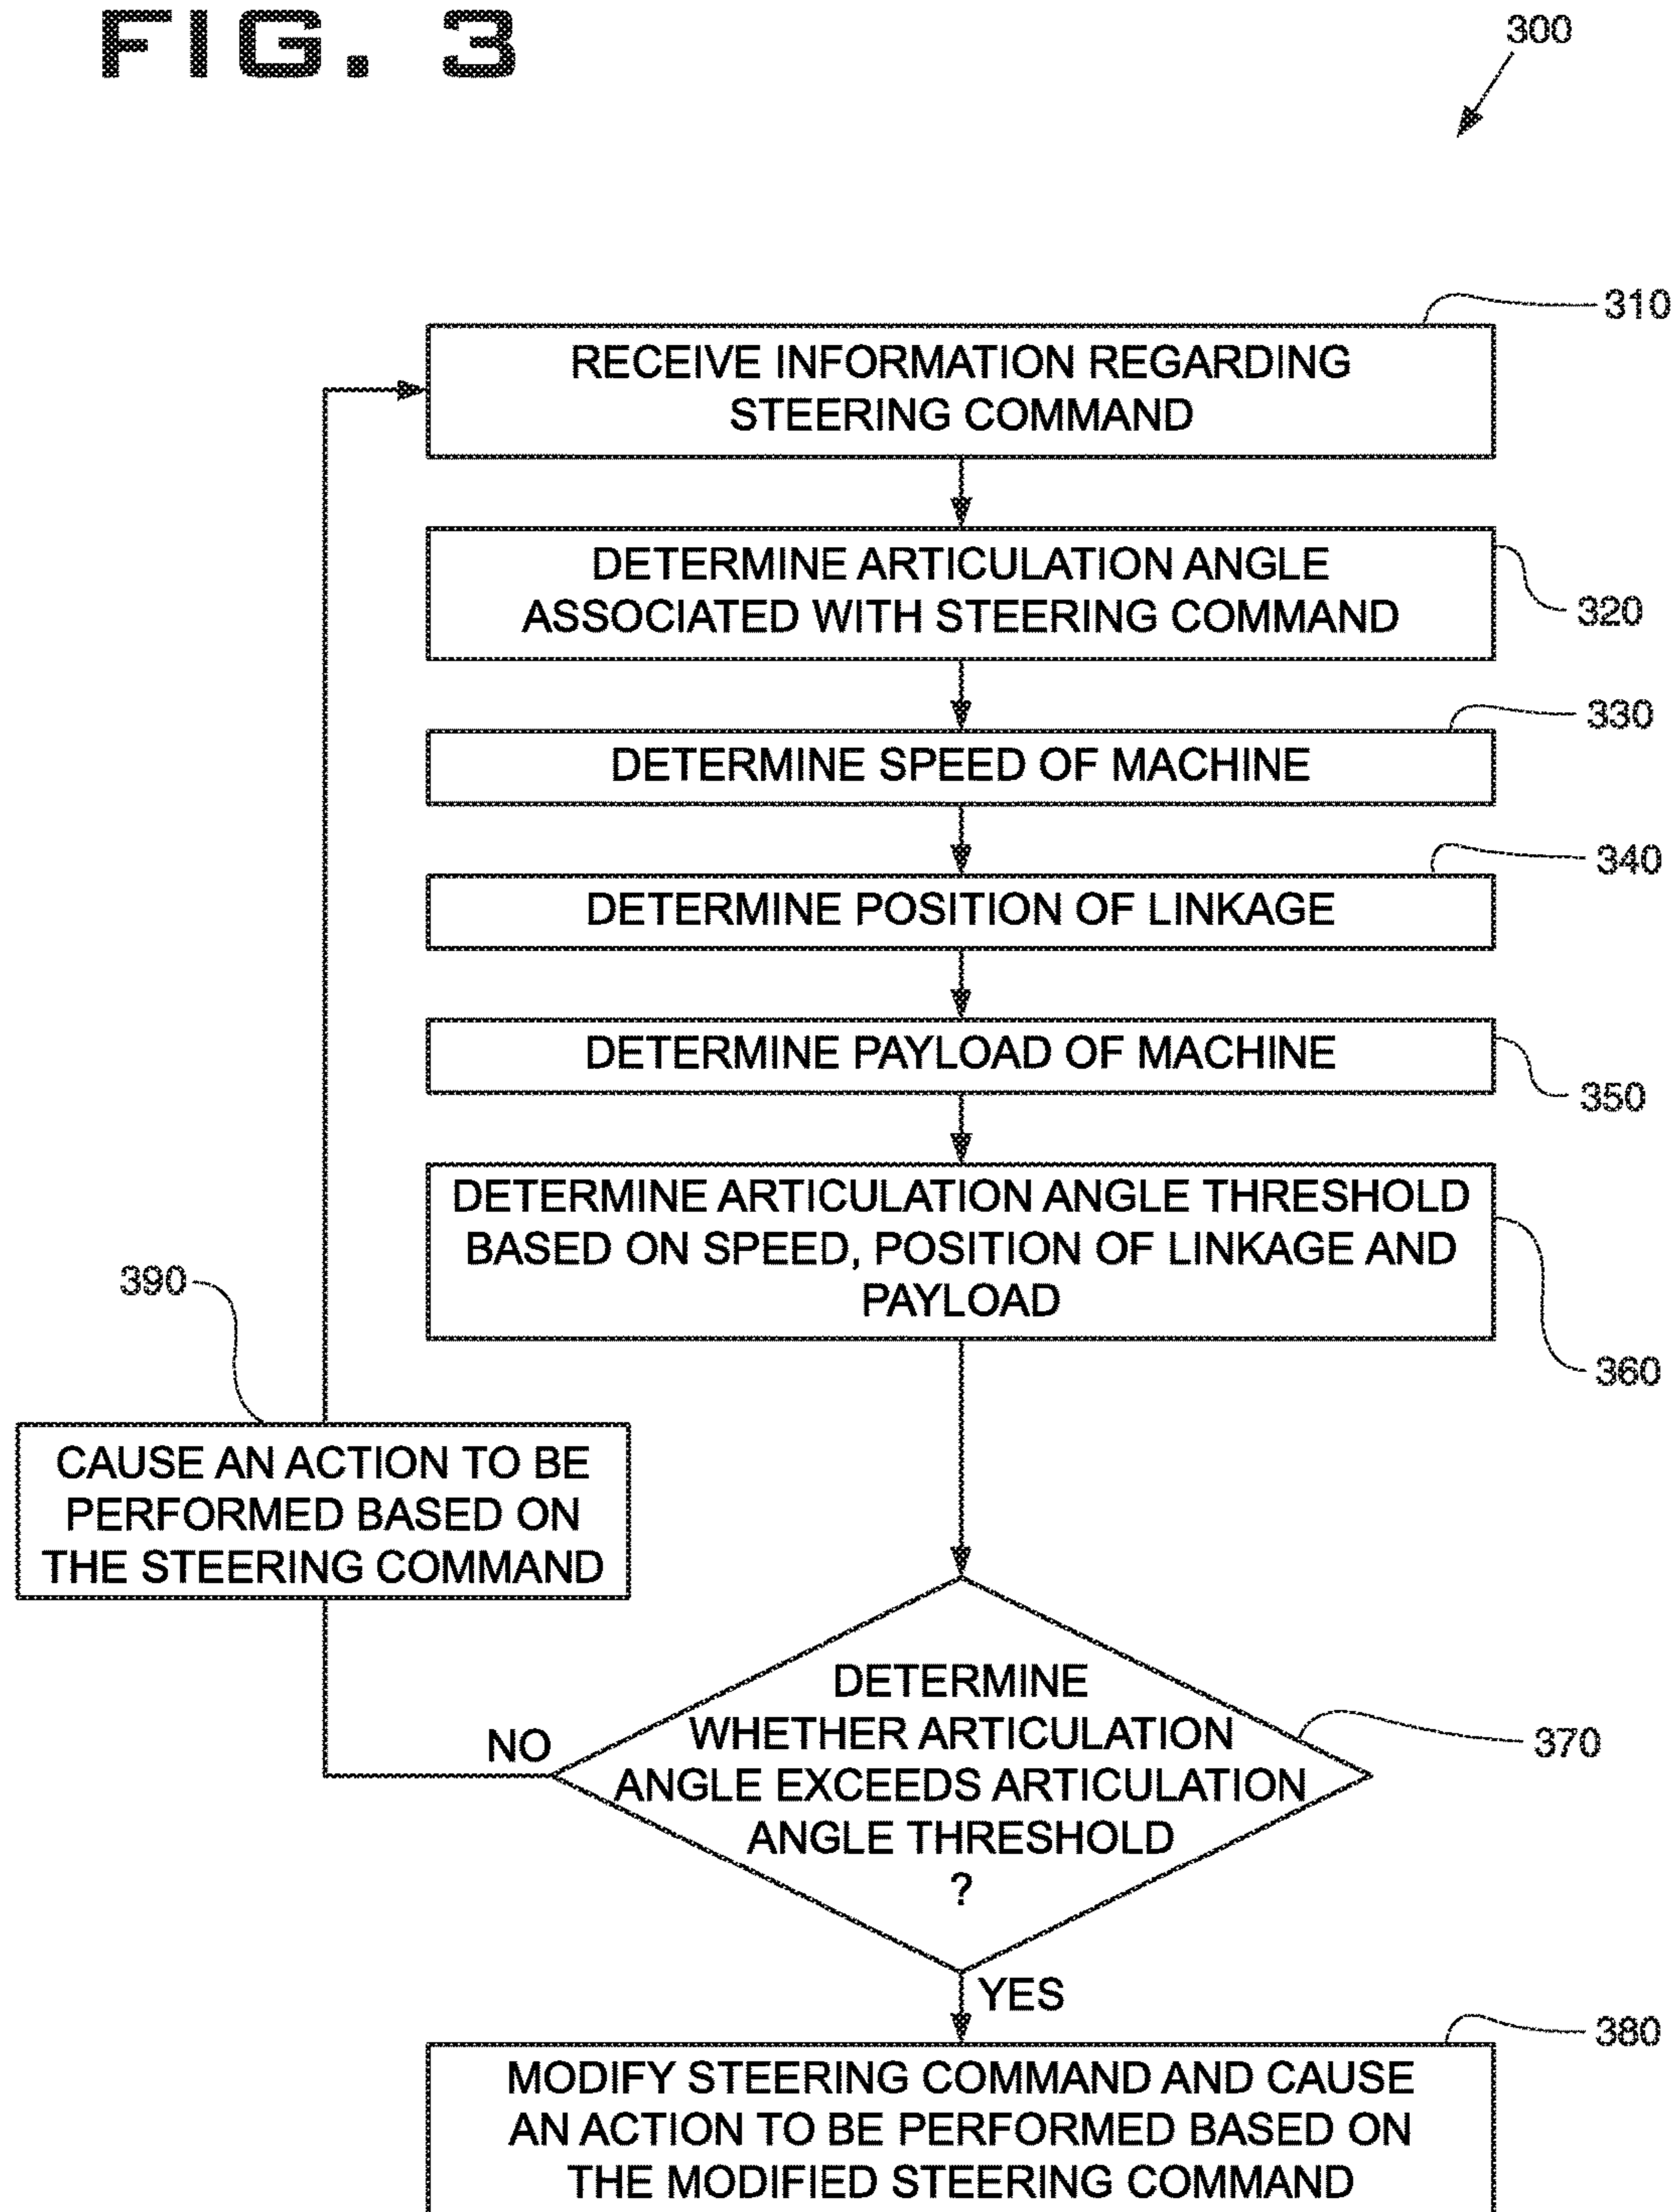 FIG. 3
300
310
RECEIVE INFORMATION REGARDING
STEERING COMMAND
DETERMINE ARTICULATION ANGLE
ASSOCIATED WITH STEERING COMMAND
320
330
DETERMINE SPEED OF MACHINE
340
DETERMINE POSITION OF LINKAGE
DETERMINE PAYLOAD OF MACHINE
350
DETERMINE ARTICULATION ANGLE THRESHOLD
BASED ON SPEED, POSITION OF LINKAGE AND
PAYLOAD
360
390
CAUSE AN ACTION TO BE
PERFORMED BASED ON
THE STEERING COMMAND
DETERMINE
WHETHER ARTICULATION
ANGLE EXCEEDS ARTICULATION
ANGLE THRESHOLD
?
370
NO
YES
380
MODIFY STEERING COMMAND AND CAUSE
AN ACTION TO BE PERFORMED BASED ON
THE MODIFIED STEERING COMMAND